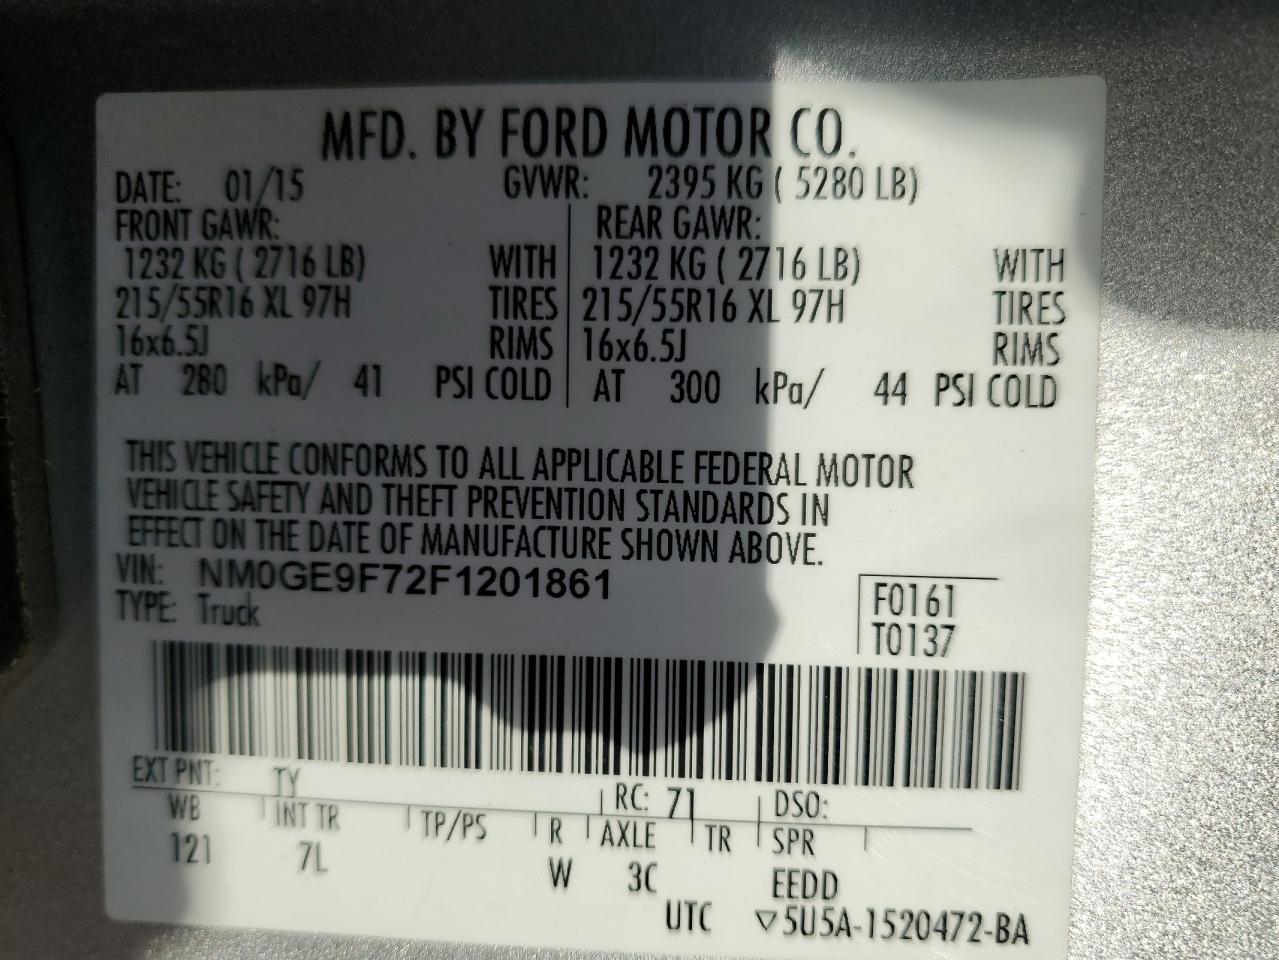 MFD. BY FORD MOTOR CO.
DATE: 01/15 GVWR: 2395 KG ( 5280 LB)
FRONT GAWR: REAR GAWR:
1232 KG ( 2716 LB) WITH 1232 KG ( 2716 LB) WITH
215/55R16 XL 97H TIRES 215/55R16 XL 97H TIRES
16x6.5J RIMS 16x6.5J RIMS
AT 280 kPa/ 41 PSI COLD AT 300 kPa/ 44 PSI COLD
THIS VEHICLE CONFORMS TO ALL APPLICABLE FEDERAL MOTOR
VEHICLE SAFETY AND THEFT PREVENTION STANDARDS IN
EFFECT ON THE DATE OF MANUFACTURE SHOWN ABOVE.
VIN: NM0GE9F72F1201861
TYPE: Truck
F0161
T0137
EXT PNT: TY RC: 71 DSO:
WB INT TR TP/PS R AXLE TR SPR
121 7L W 3C EEDD
UTC ▽5U5A-1520472-BA